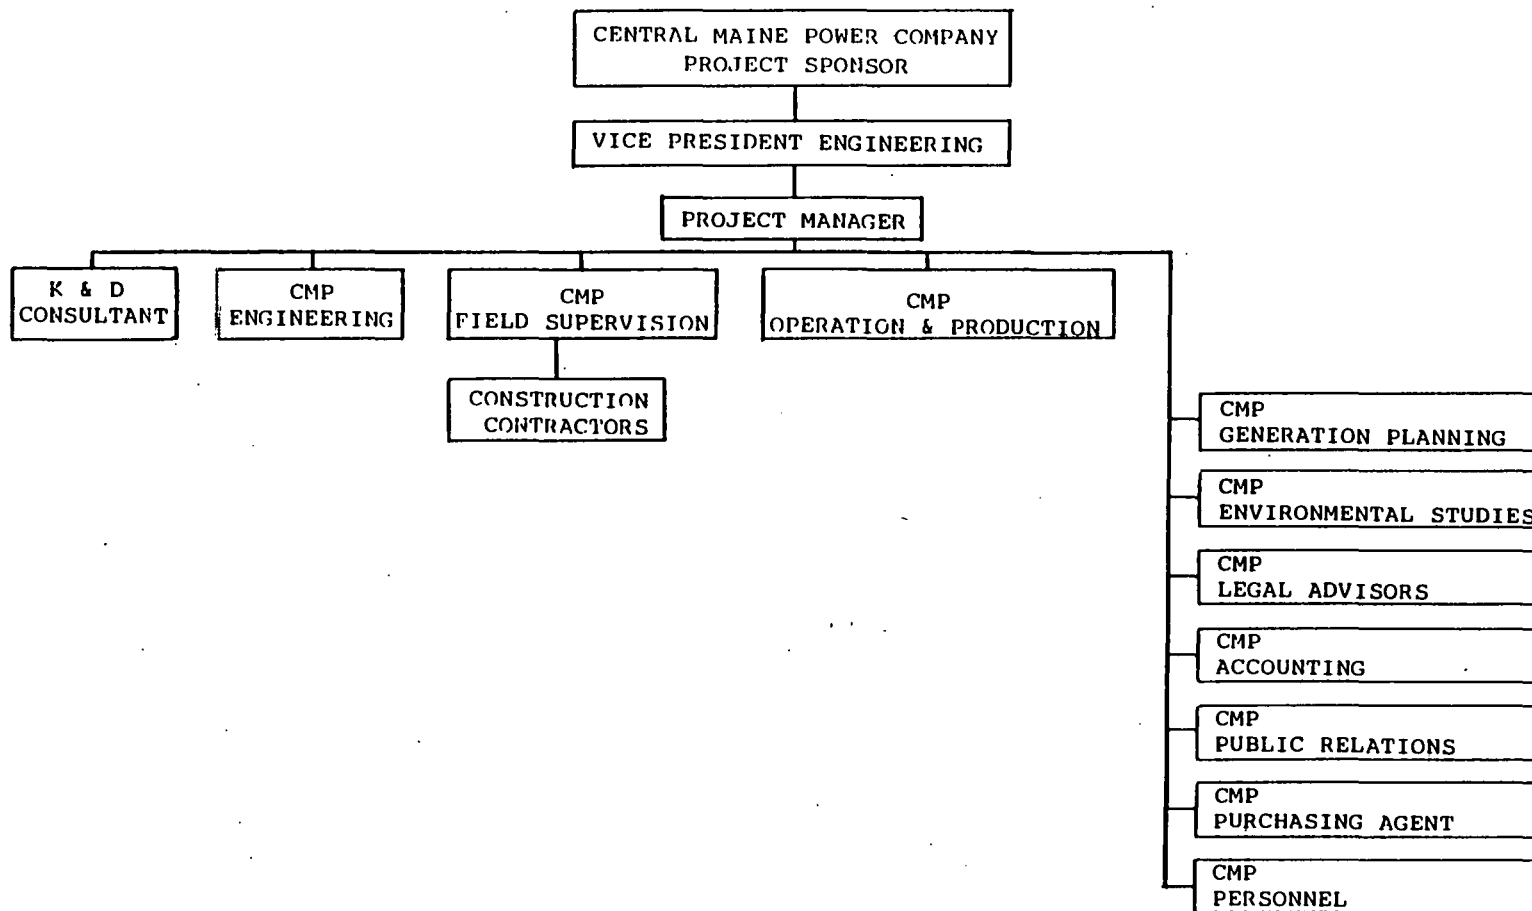 CENTRAL MAINE POWER COMPANY
PROJECT SPONSOR
VICE PRESIDENT ENGINEERING
PROJECT MANAGER
K & D
CONSULTANT
CMP
ENGINEERING
CMP
FIELD SUPERVISION
CMP
OPERATION & PRODUCTION
CONSTRUCTION
CONTRACTORS
CMP
GENERATION PLANNING
CMP
ENVIRONMENTAL STUDIES
CMP
LEGAL ADVISORS
CMP
ACCOUNTING
CMP
PUBLIC RELATIONS
CMP
PURCHASING AGENT
CMP
PERSONNEL